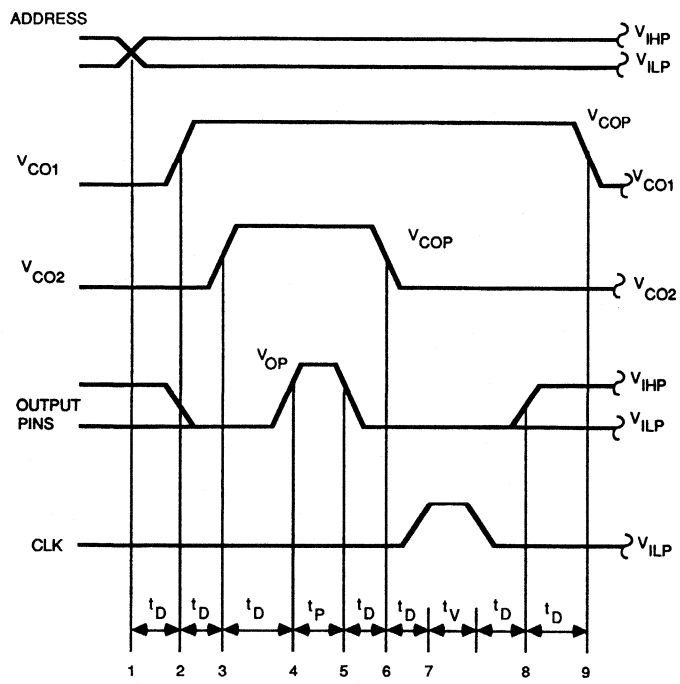 ADDRESS
VIHP
VILP
VCOP
VCO1
VCO1
VCOP
VCO2
VCO2
VOP
VIHP
OUTPUT
PINS
VILP
CLK
VILP
tD tD tD tP tD tD tV tD tD
1 2 3 4 5 6 7 8 9